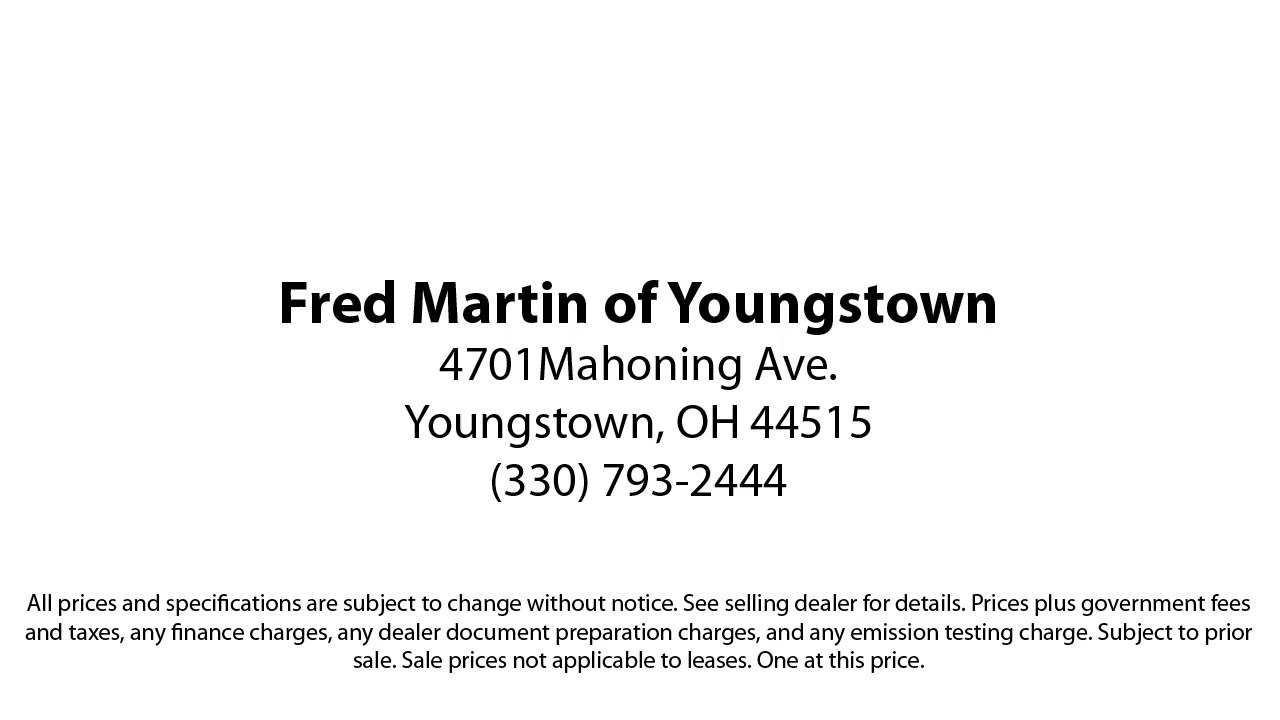 Fred Martin of Youngstown
4701Mahoning Ave.
Youngstown, OH 44515
(330) 793-2444
All prices and specifications are subject to change without notice. See selling dealer for details. Prices plus government fees
and taxes, any finance charges, any dealer document preparation charges, and any emission testing charge. Subject to prior
sale. Sale prices not applicable to leases. One at this price.